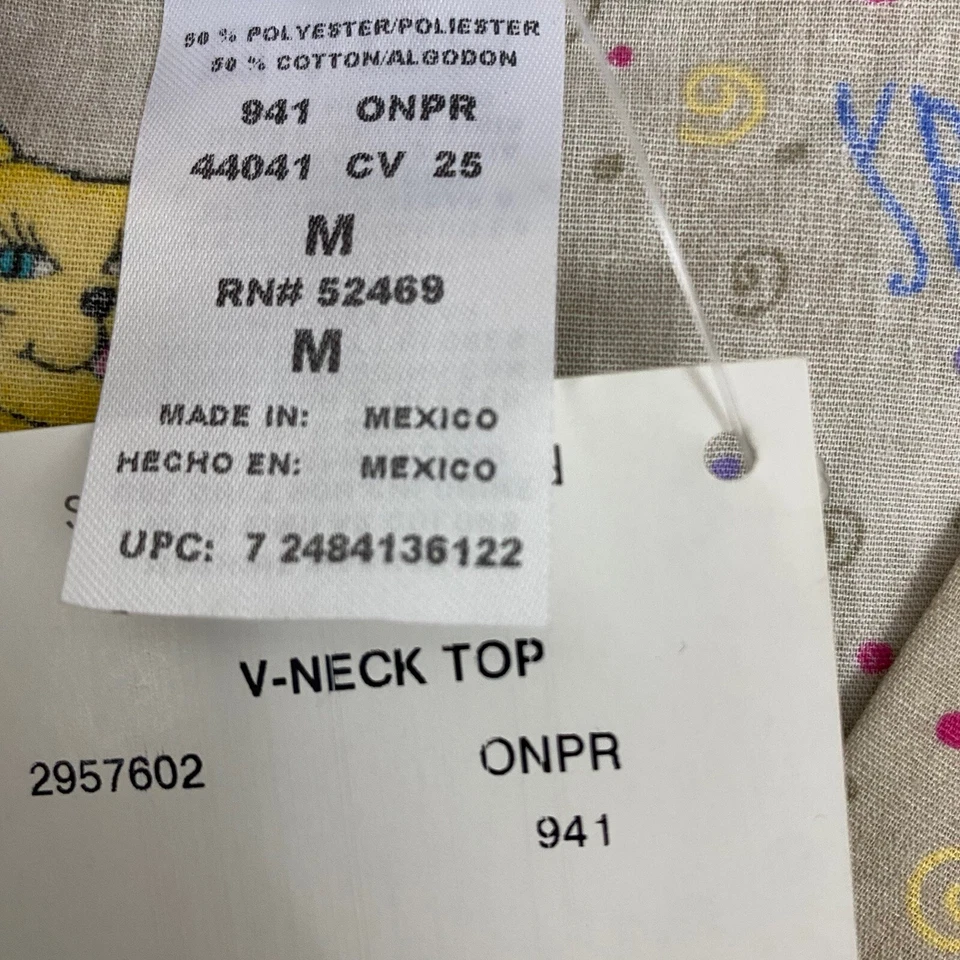 50 % POLYESTER/POLIESTER
50 % COTTON/ALGODON
941 ONPR
44041 CV 25
M
RN# 52469
M
MADE IN: MEXICO
HECHO EN: MEXICO
UPC: 7 2484136122
V-NECK TOP
2957602 ONPR
941